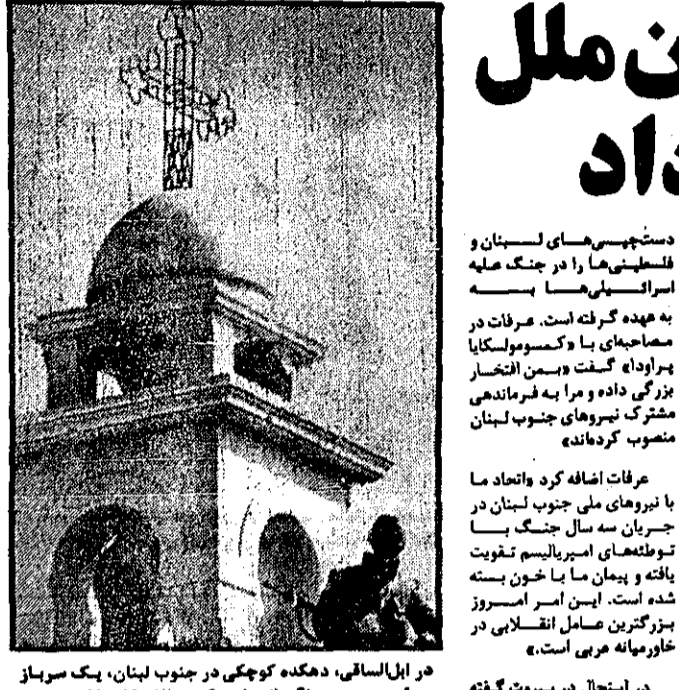 ن ملل
داد
دست‌چپی‌های لبنان و
فلسطینی‌ها را در جنگ علیه
اسرائیلی‌ها به
به عهده گرفته است. عرفات در
مصاحبه‌ای با «کمسومولسکایا
پراودا» گفت «بمن افتخار
بزرگی داده و مرا به فرماندهی
مشترک نیروهای جنوب لبنان
منصوب کرده‌اند»
عرفات اضافه کرد «اتحاد ما
با نیروهای ملی جنوب لبنان در
جریان سه سال جنگ با
توطئه‌های امپریالیسم تقویت
یافته و پیمان ما با خون بسته
شده است. این امر امروز
بزرگترین عامل انقلابی در
خاورمیانه عربی است.»
در ابل‌الساقی، دهکده کوچکی در جنوب لبنان، یک سرباز